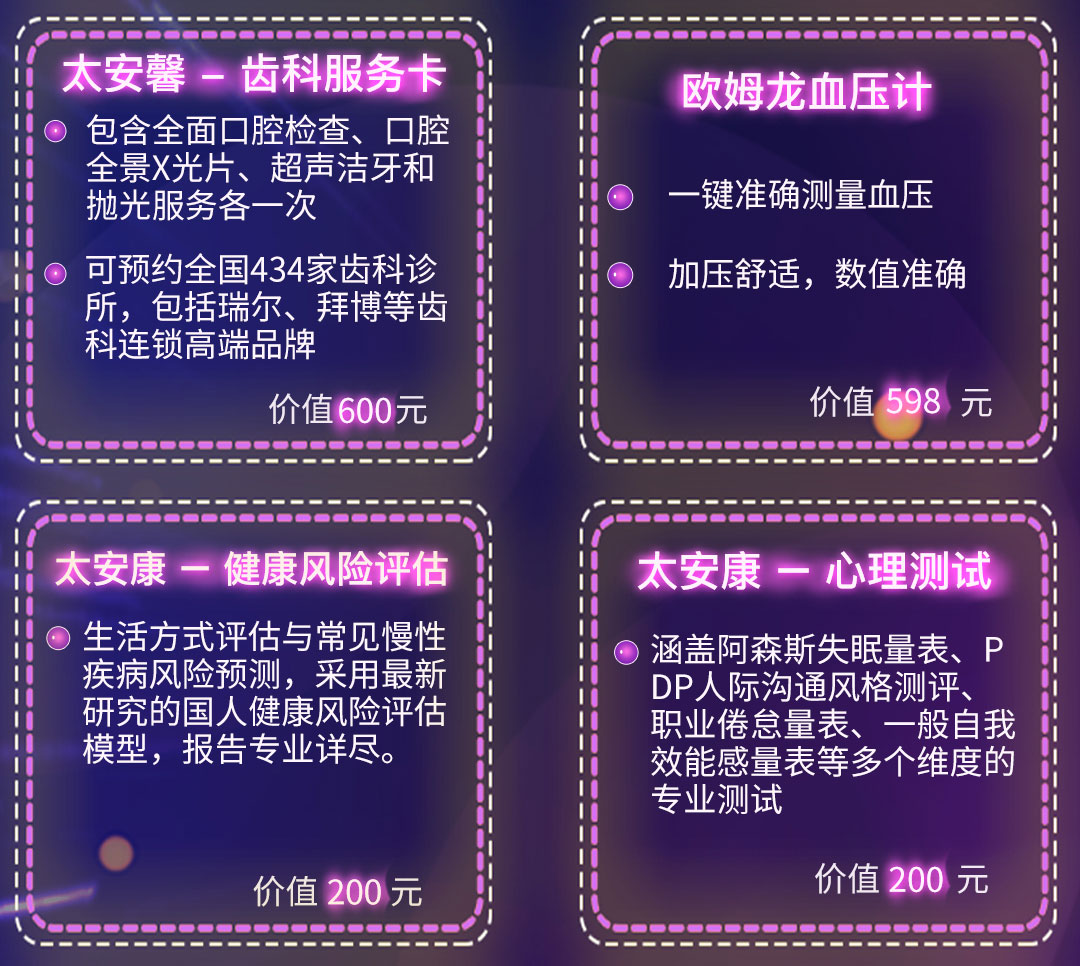 太安馨 – 齿科服务卡
包含全面口腔检查、口腔
全景X光片、超声洁牙和
抛光服务各一次
可预约全国434家齿科诊
所，包括瑞尔、拜博等齿
科连锁高端品牌
价值600元
欧姆龙血压计
一键准确测量血压
加压舒适，数值准确
价值 598 元
太安康 – 健康风险评估
生活方式评估与常见慢性
疾病风险预测，采用最新
研究的国人健康风险评估
模型，报告专业详尽。
价值 200 元
太安康 – 心理测试
涵盖阿森斯失眠量表、P
DP人际沟通风格测评、
职业倦怠量表、一般自我
效能感量表等多个维度的
专业测试
价值 200 元